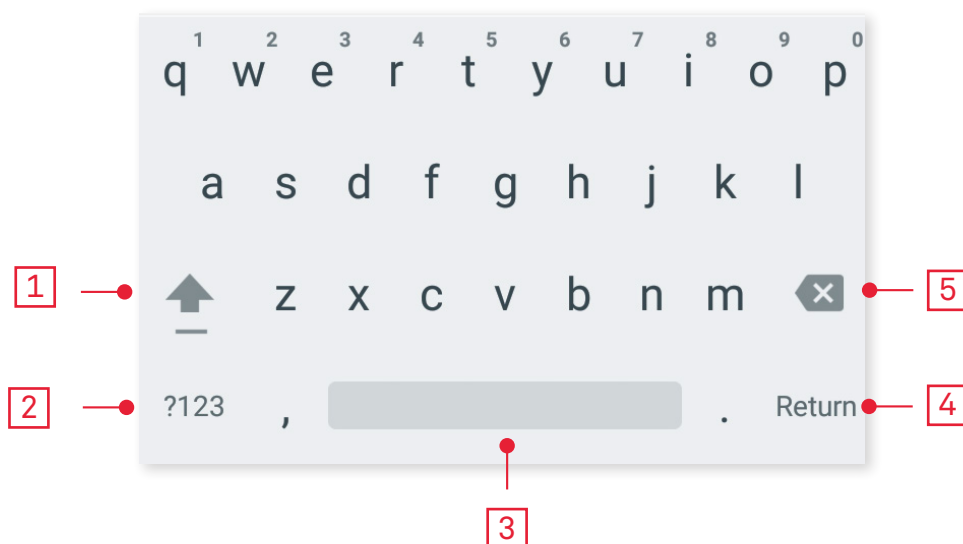 1 2 3 4 5 6 7 8 9 0
q w e r t y u i o p
a s d f g h j k l
1 z x c v b n m 5
2 ?123 , . Return 4
3